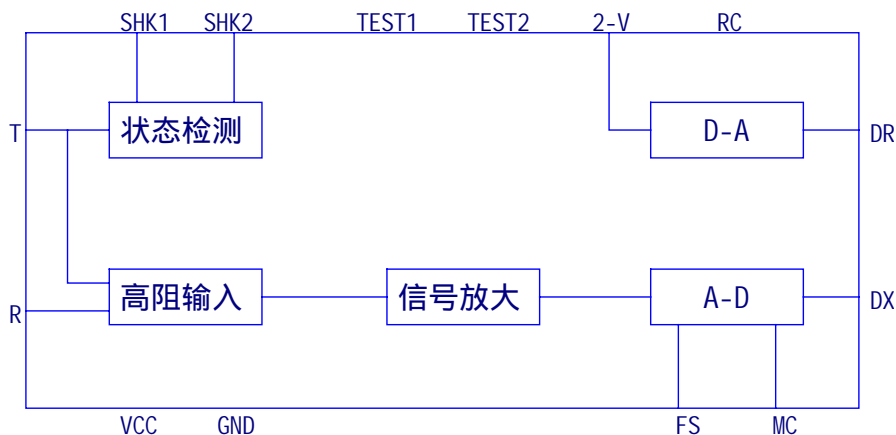 SHK1 SHK2 TEST1 TEST2 2-V RC
T 状态检测 D-A DR
R 高阻输入 信号放大 A-D DX
VCC GND FS MC